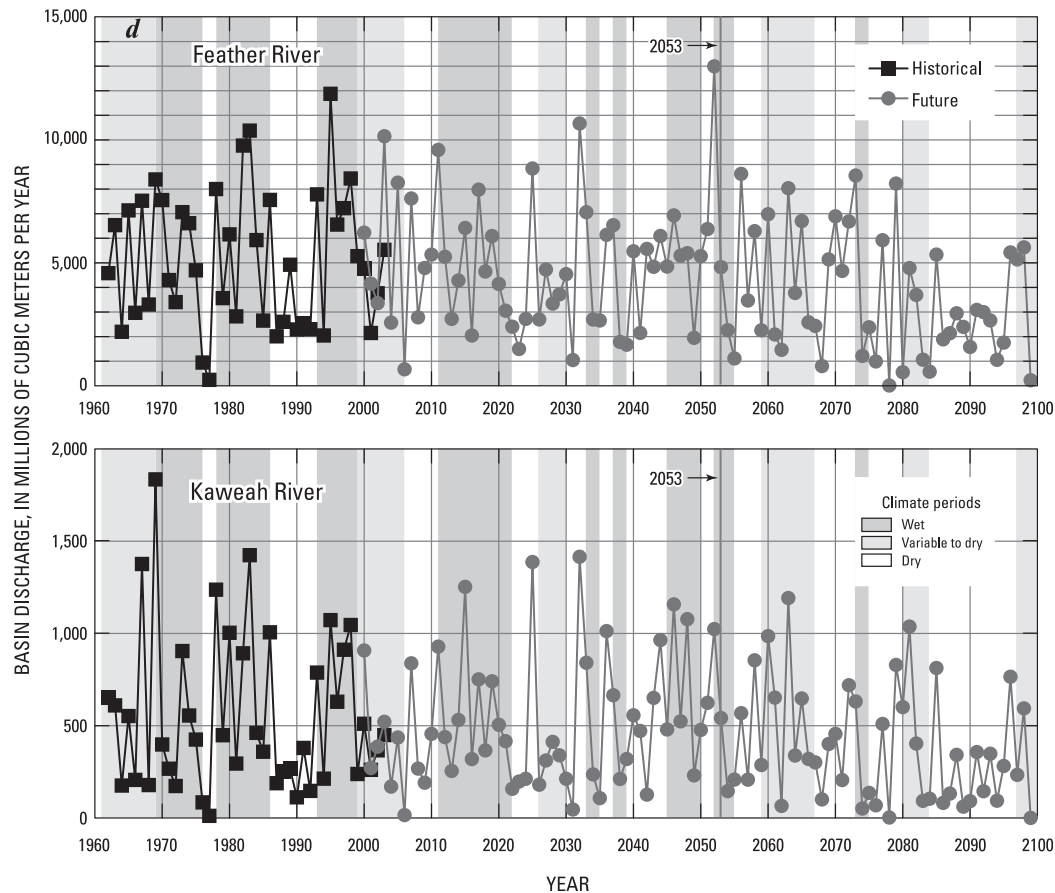 15,000
d
Feather River
2053
Historical
Future
10,000
5,000
0
1960 1970 1980 1990 2000 2010 2020 2030 2040 2050 2060 2070 2080 2090 2100
BASIN DISCHARGE, IN MILLIONS OF CUBIC METERS PER YEAR
2,000
Kaweah River
2053
Climate periods
Wet
Variable to dry
Dry
1,500
1,000
500
0
1960 1970 1980 1990 2000 2010 2020 2030 2040 2050 2060 2070 2080 2090 2100
YEAR